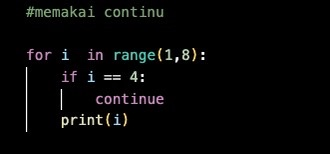 #memakai continu
for i  in range(1,8):
    if i == 4:
        continue
    print(i)